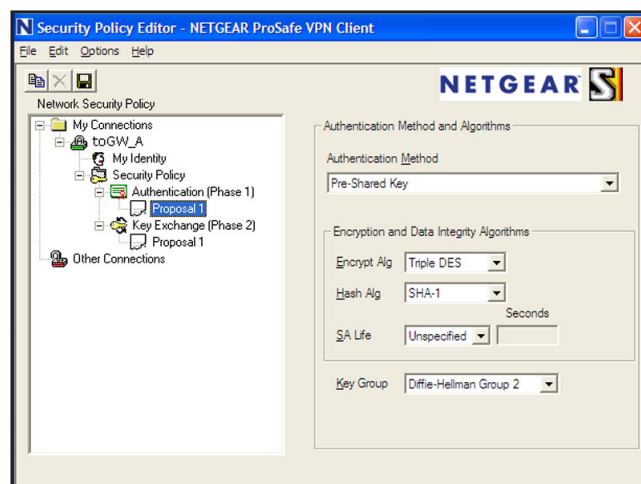 Security Policy Editor - NETGEAR ProSafe VPN Client
File Edit Options Help
NETGEAR
Network Security Policy
My Connections
toGW_A
My Identity
Security Policy
Authentication (Phase 1)
Proposal 1
Key Exchange (Phase 2)
Proposal 1
Other Connections
Authentication Method and Algorithms
Authentication Method
Pre-Shared Key
Encryption and Data Integrity Algorithms
Encrypt Alg Triple DES
Hash Alg SHA-1
Seconds
SA Life Unspecified
Key Group Diffie-Hellman Group 2